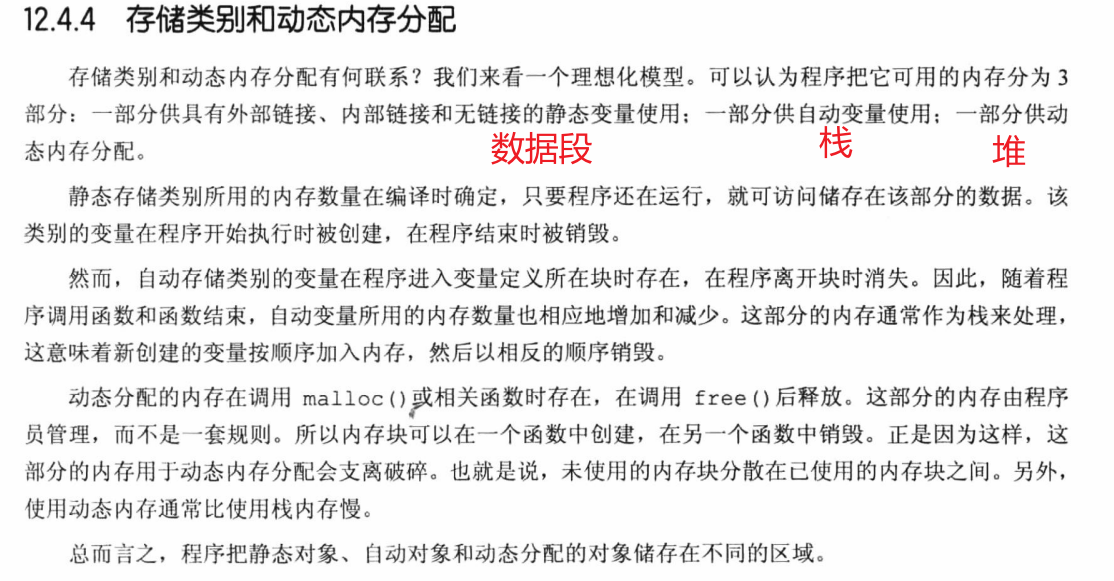 12.4.4 存储类别和动态内存分配
存储类别和动态内存分配有何联系？我们来看一个理想化模型。可以认为程序把它可用的内存分为 3
部分：一部分供具有外部链接、内部链接和无链接的静态变量使用；一部分供自动变量使用；一部分供动
态内存分配。
数据段
栈
堆
静态存储类别所用的内存数量在编译时确定，只要程序还在运行，就可访问储存在该部分的数据。该
类别的变量在程序开始执行时被创建，在程序结束时被销毁。
然而，自动存储类别的变量在程序进入变量定义所在块时存在，在程序离开块时消失。因此，随着程
序调用函数和函数结束，自动变量所用的内存数量也相应地增加和减少。这部分的内存通常作为栈来处理，
这意味着新创建的变量按顺序加入内存，然后以相反的顺序销毁。
动态分配的内存在调用 malloc()或相关函数时存在，在调用 free()后释放。这部分的内存由程序
员管理，而不是一套规则。所以内存块可以在一个函数中创建，在另一个函数中销毁。正是因为这样，这
部分的内存用于动态内存分配会支离破碎。也就是说，未使用的内存块分散在已使用的内存块之间。另外，
使用动态内存通常比使用栈内存慢。
总而言之，程序把静态对象、自动对象和动态分配的对象储存在不同的区域。